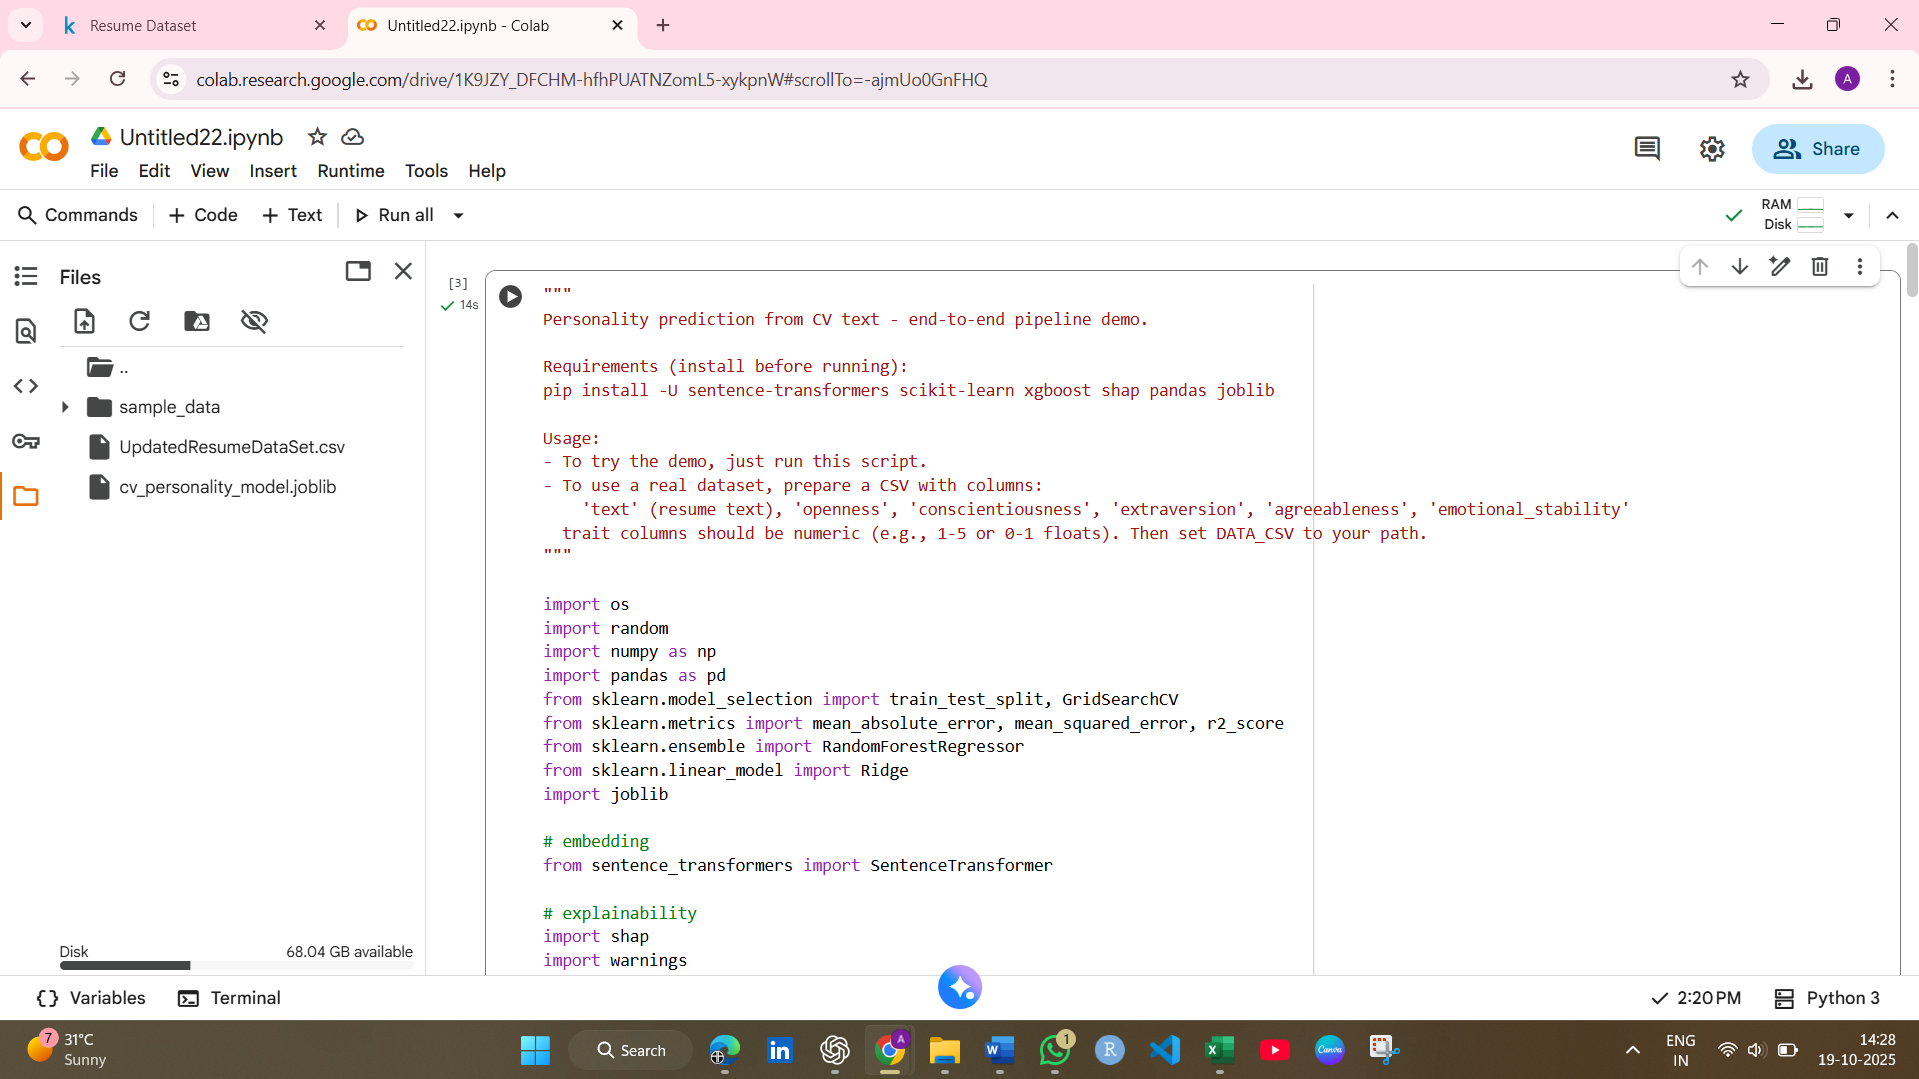 Resume Dataset
Untitled22.ipynb - Colab
colab.research.google.com/drive/1K9JZY_DFCHM-hfhPUATNZomL5-xykpnW#scrollTo=-ajmUo0GnFHQ
A
Untitled22.ipynb
File Edit View Insert Runtime Tools Help
Share
Commands + Code + Text Run all
RAM
Disk
Files
..
sample_data
UpdatedResumeDataSet.csv
cv_personality_model.joblib
Disk 68.04 GB available
[3]
14s
"""
Personality prediction from CV text - end-to-end pipeline demo.
Requirements (install before running):
pip install -U sentence-transformers scikit-learn xgboost shap pandas joblib
Usage:
- To try the demo, just run this script.
- To use a real dataset, prepare a CSV with columns:
'text' (resume text), 'openness', 'conscientiousness', 'extraversion', 'agreeableness', 'emotional_stability'
trait columns should be numeric (e.g., 1-5 or 0-1 floats). Then set DATA_CSV to your path.
"""
import os
import random
import numpy as np
import pandas as pd
from sklearn.model_selection import train_test_split, GridSearchCV
from sklearn.metrics import mean_absolute_error, mean_squared_error, r2_score
from sklearn.ensemble import RandomForestRegressor
from sklearn.linear_model import Ridge
import joblib
# embedding
from sentence_transformers import SentenceTransformer
# explainability
import shap
import warnings
{} Variables Terminal
2:20 PM Python 3
7
31°C
Sunny
Search
A
1
ENG
IN
14:28
19-10-2025